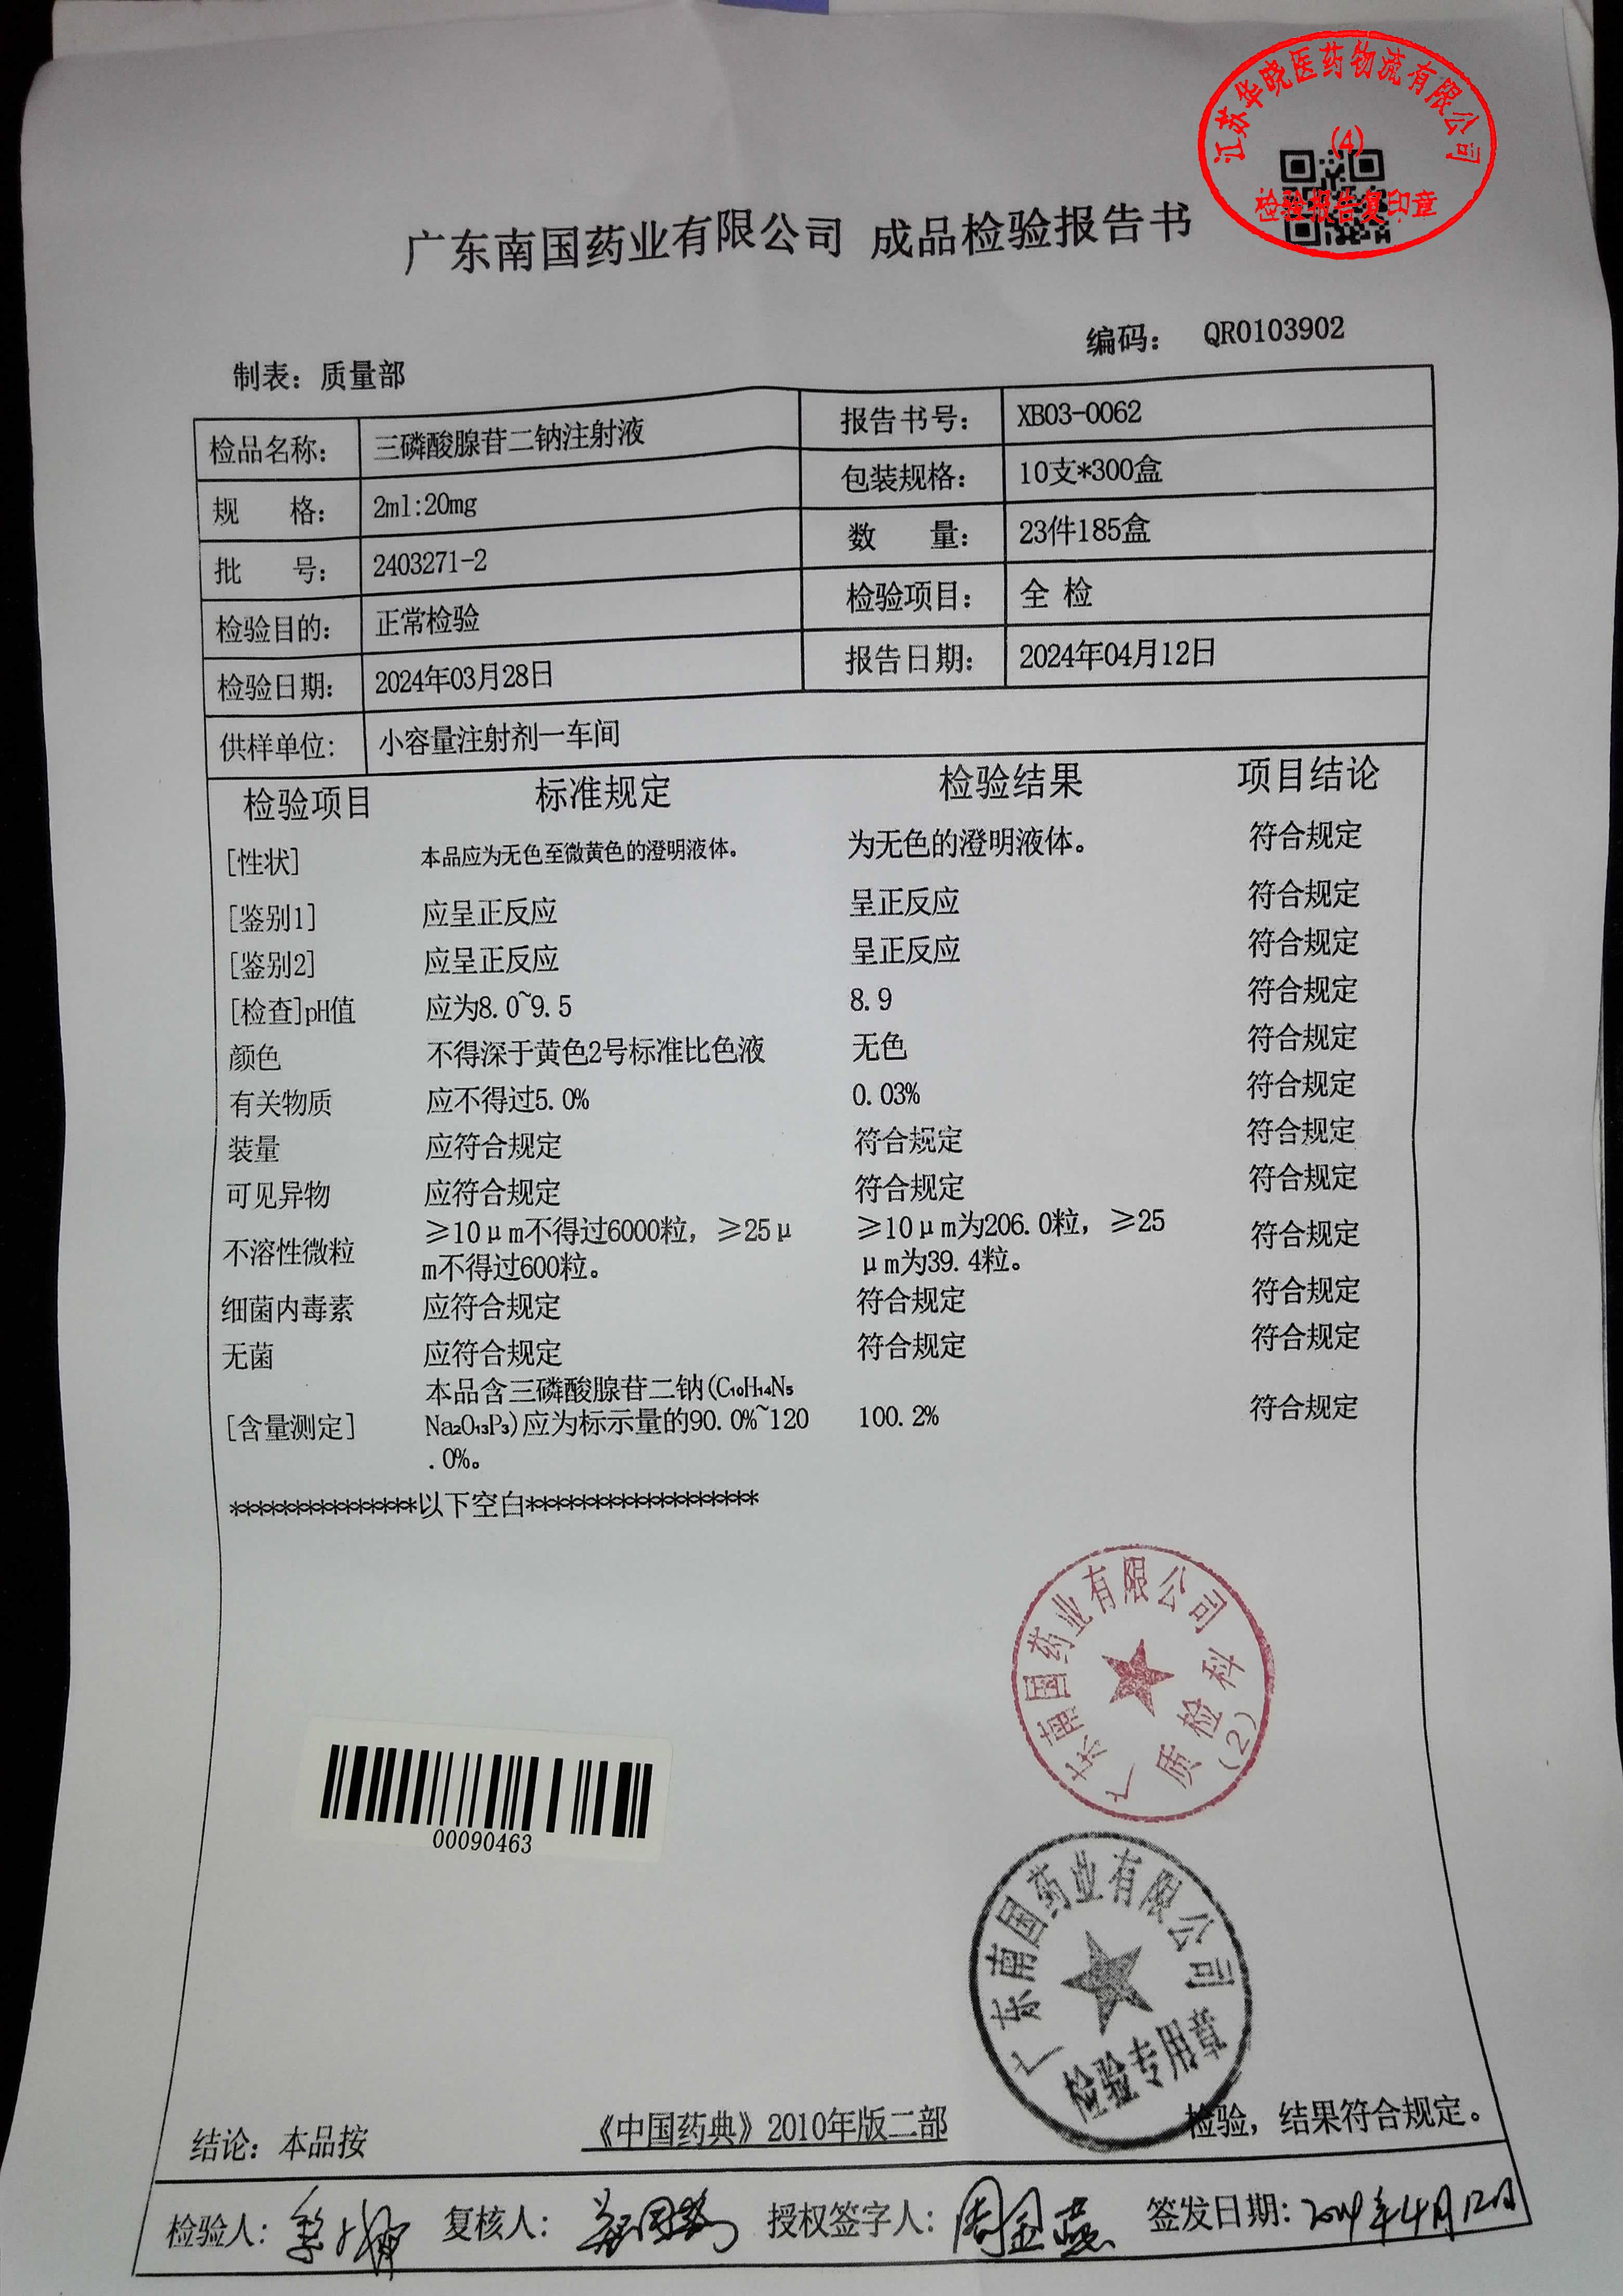 江苏华晓医药物流有限公司
(4)
检验报告复印章
广东南国药业有限公司 成品检验报告书
编码： QR0103902
制表：质量部
检品名称： 三磷酸腺苷二钠注射液 报告书号： XB03-0062
规 格： 2ml:20mg 包装规格： 10支*300盒
批 号： 2403271-2 数 量： 23件185盒
检验目的： 正常检验 检验项目： 全 检
检验日期： 2024年03月28日 报告日期： 2024年04月12日
供样单位： 小容量注射剂一车间
检验项目 标准规定 检验结果 项目结论
[性状] 本品应为无色至微黄色的澄明液体。 为无色的澄明液体。 符合规定
[鉴别1] 应呈正反应 呈正反应 符合规定
[鉴别2] 应呈正反应 呈正反应 符合规定
[检查]pH值 应为8.0~9.5 8.9 符合规定
颜色 不得深于黄色2号标准比色液 无色 符合规定
有关物质 应不得过5.0% 0.03% 符合规定
装量 应符合规定 符合规定 符合规定
可见异物 应符合规定 符合规定 符合规定
不溶性微粒 ≥10μm不得过6000粒，≥25μ ≥10μm为206.0粒，≥25 符合规定
m不得过600粒。 μm为39.4粒。
细菌内毒素 应符合规定 符合规定 符合规定
无菌 应符合规定 符合规定 符合规定
本品含三磷酸腺苷二钠(C₁₀H₁₄N₅
[含量测定] Na₂O₁₃P₃)应为标示量的90.0%~120 100.2% 符合规定
.0%。
***************以下空白*******************
广东南国药业有限公司
质检科
(2)
00090463
广东南国药业有限公司
检验专用章
结论：本品按 《中国药典》2010年版二部 检验，结果符合规定。
检验人： 复核人： 授权签字人：周金燕 签发日期：2024年4月12日